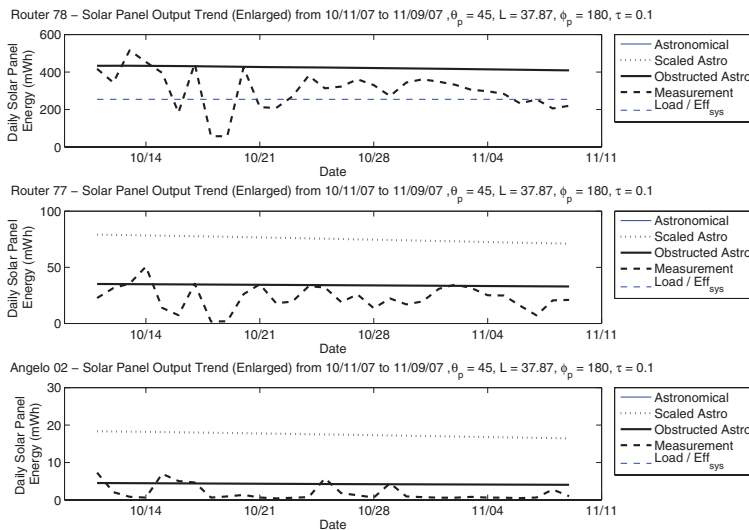 Router 78 − Solar Panel Output Trend (Enlarged) from 10/11/07 to 11/09/07 ,θp = 45, L = 37.87, ϕp = 180, τ = 0.1
Daily Solar Panel
Energy (mWh)
600
400
200
0
10/14
10/21
10/28
11/04
11/11
Date
Astronomical
Scaled Astro
Obstructed Astro
Measurement
Load / Effsys
Router 77 − Solar Panel Output Trend (Enlarged) from 10/11/07 to 11/09/07 ,θp = 45, L = 37.87, ϕp = 180, τ = 0.1
Daily Solar Panel
Energy (mWh)
100
50
0
10/14
10/21
10/28
11/04
11/11
Date
Astronomical
Scaled Astro
Obstructed Astro
Measurement
Load / Effsys
Angelo 02 − Solar Panel Output Trend (Enlarged) from 10/11/07 to 11/09/07 ,θp = 45, L = 37.87, ϕp = 180, τ = 0.1
Daily Solar Panel
Energy (mWh)
30
20
10
0
10/14
10/21
10/28
11/04
11/11
Date
Astronomical
Scaled Astro
Obstructed Astro
Measurement
Load / Effsys